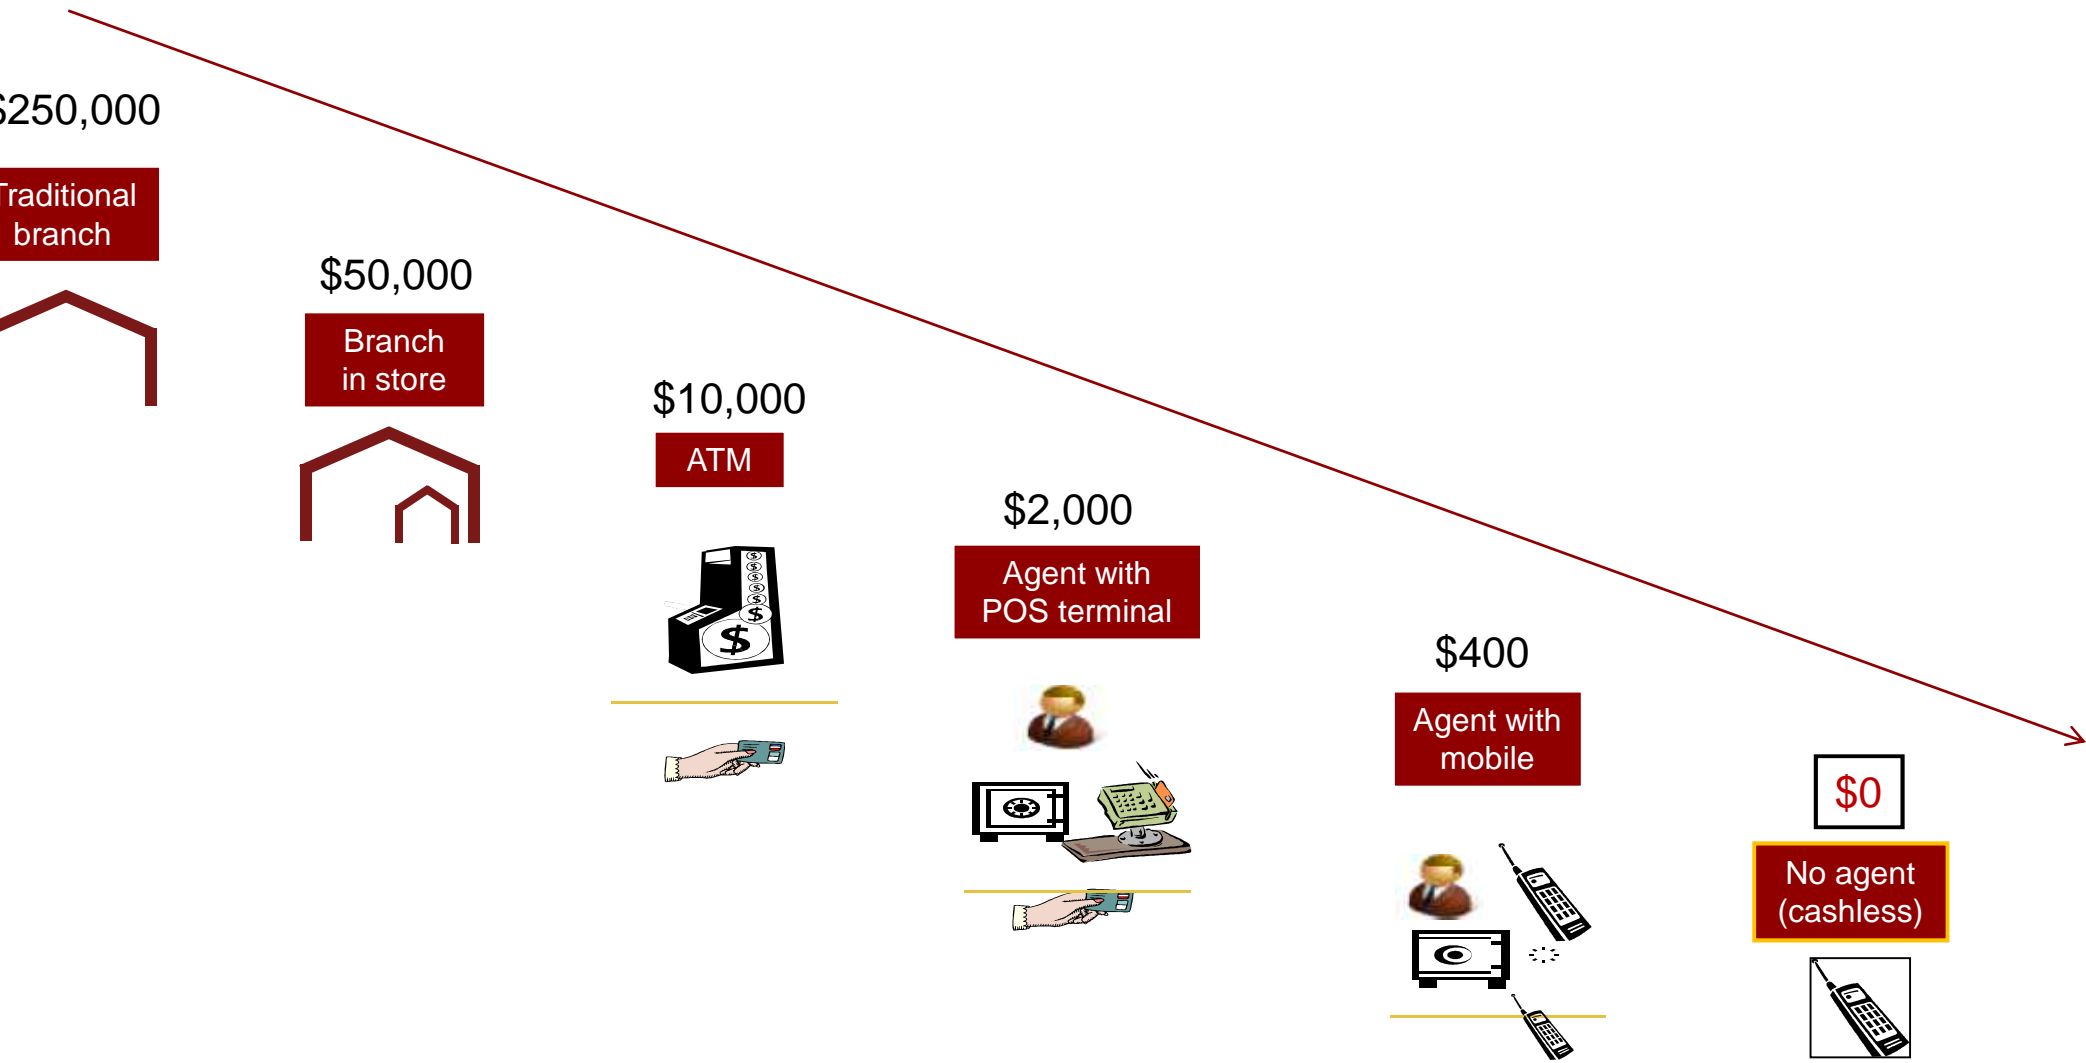 $250,000
Traditional
branch
$50,000
Branch
in store
$10,000
ATM
$2,000
Agent with
POS terminal
$400
Agent with
mobile
$0
No agent
(cashless)